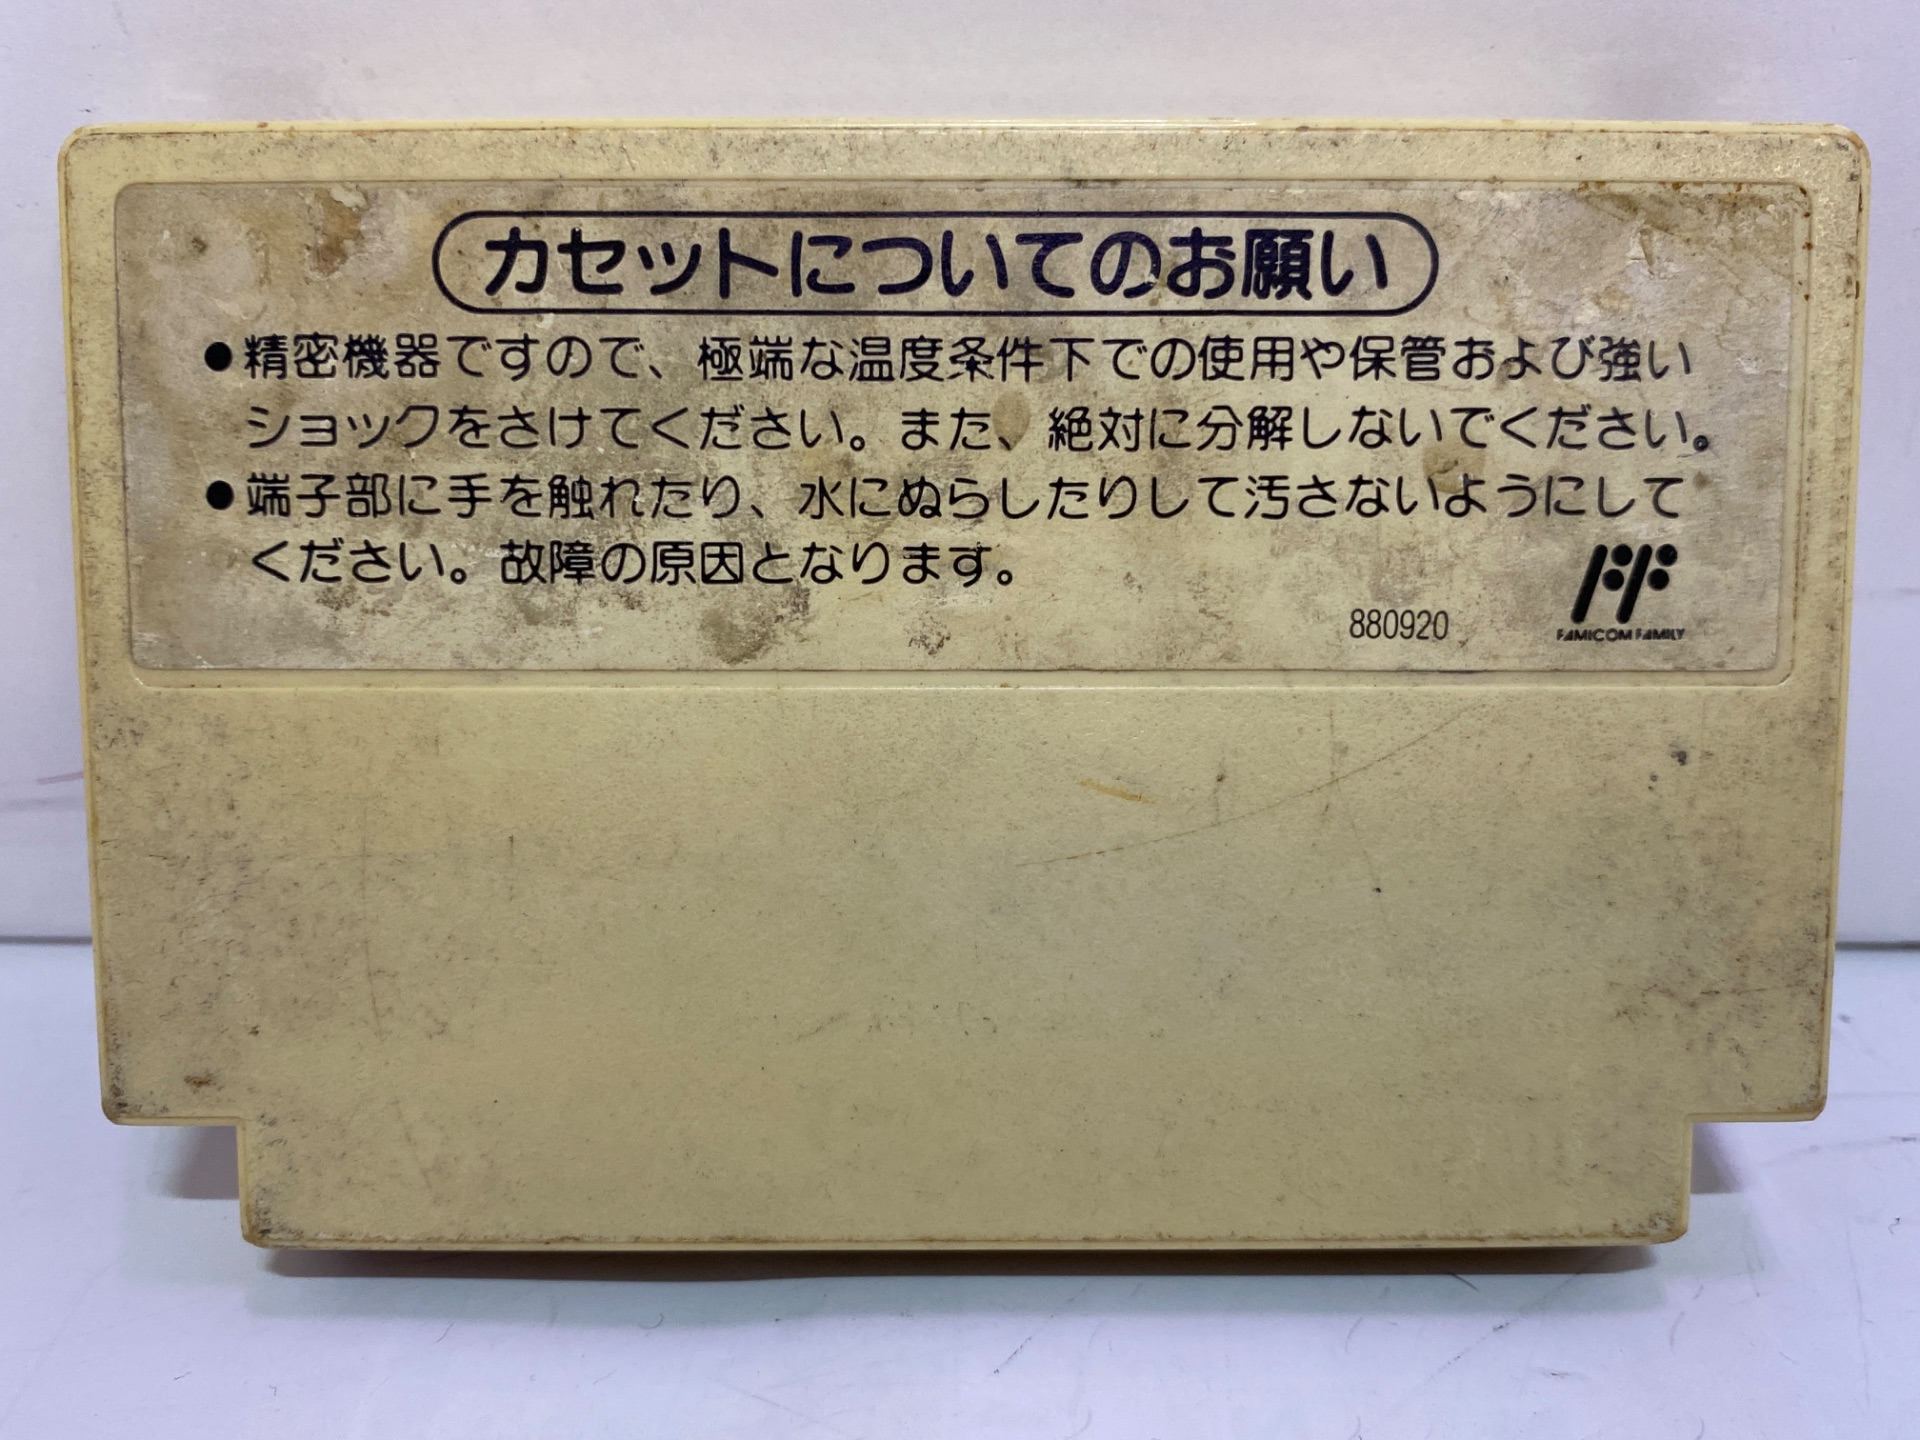 カセットについてのお願い
●精密機器ですので、極端な温度条件下での使用や保管および強い
ショックをさけてください。また、絶対に分解しないでください。
●端子部に手を触れたり、水にぬらしたりして汚さないようにして
ください。故障の原因となります。
880920
FAMICOM FAMILY